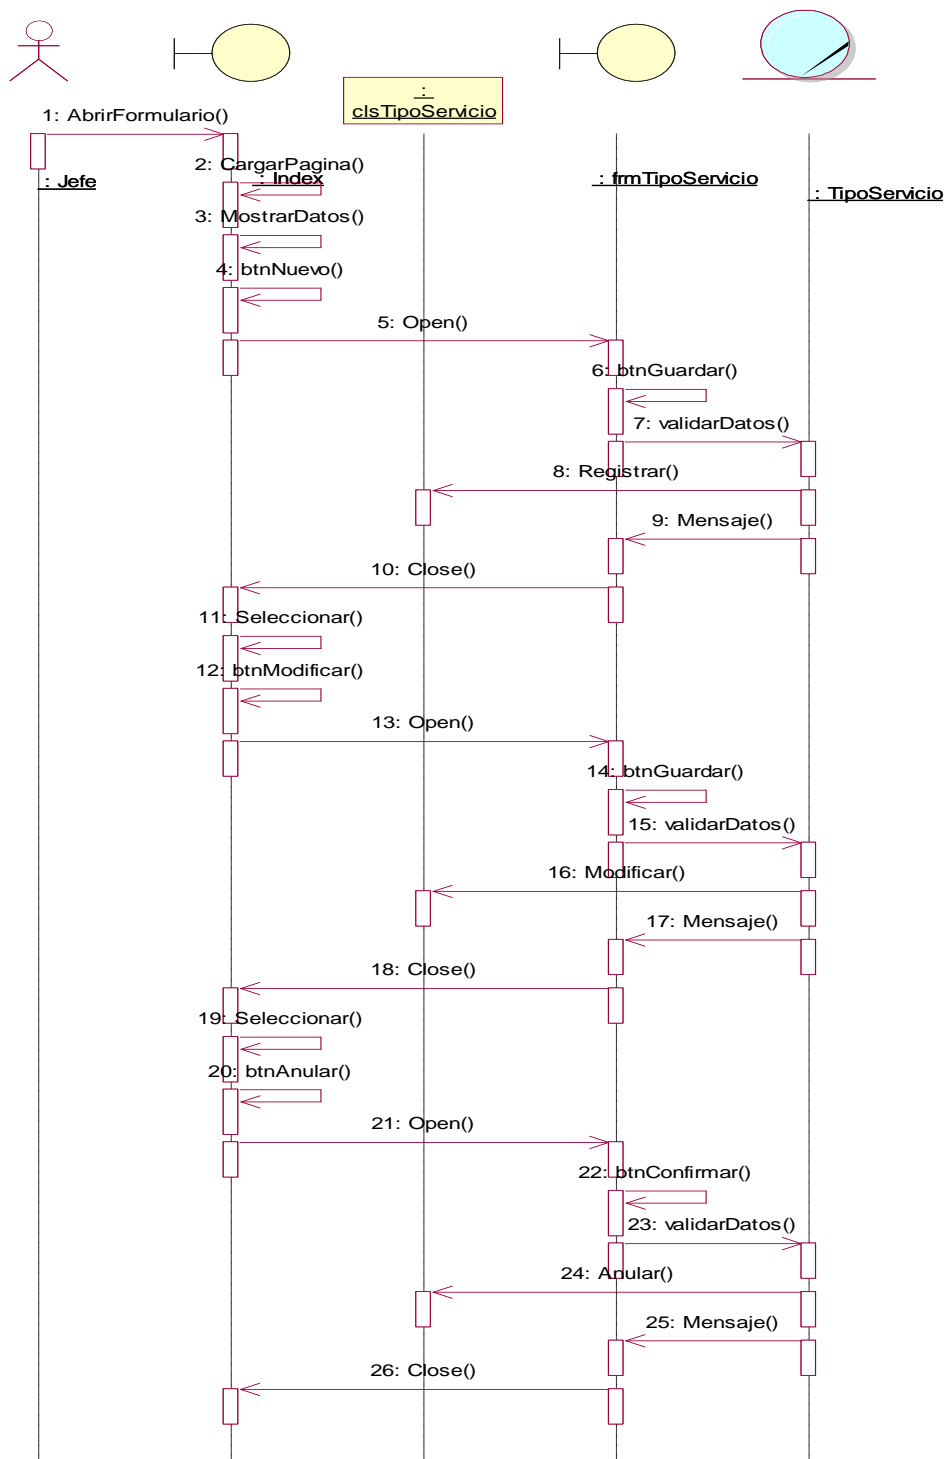 :
clsTipoServicio
1: AbrirFormulario()
2: CargarPagina()
: Jefe
: Index
: frmTipoServicio
: TipoServicio
3: MostrarDatos()
4: btnNuevo()
5: Open()
6: btnGuardar()
7: validarDatos()
8: Registrar()
9: Mensaje()
10: Close()
11: Seleccionar()
12: btnModificar()
13: Open()
14: btnGuardar()
15: validarDatos()
16: Modificar()
17: Mensaje()
18: Close()
19: Seleccionar()
20: btnAnular()
21: Open()
22: btnConfirmar()
23: validarDatos()
24: Anular()
25: Mensaje()
26: Close()